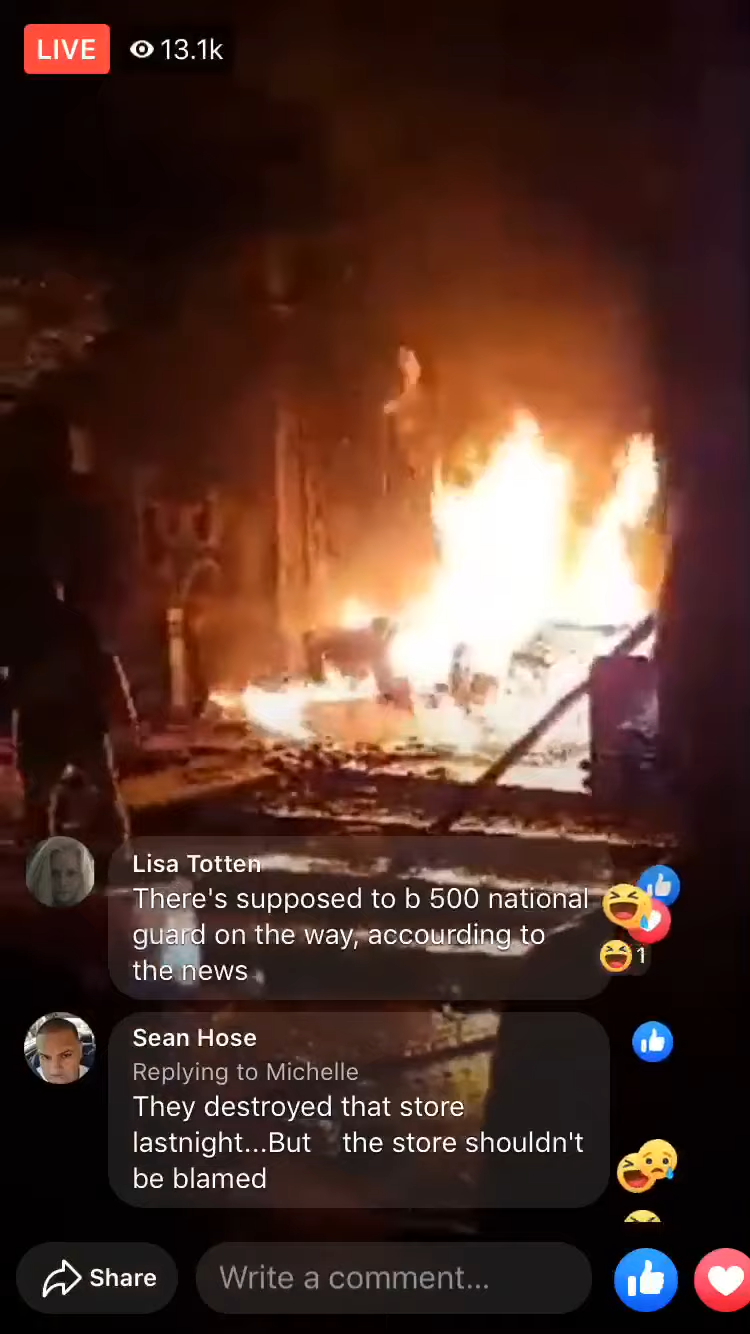 LIVE 13.1k
Lisa Totten
There's supposed to b 500 national
guard on the way, accourding to
the news
1
Sean Hose
Replying to Michelle
They destroyed that store
lastnight...But the store shouldn't
be blamed
Share Write a comment...